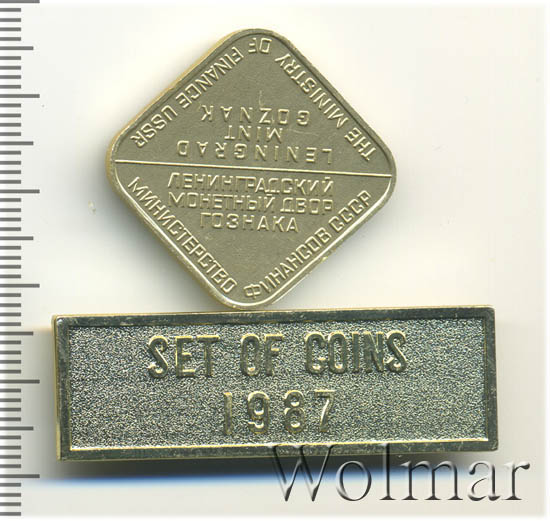 THE MINISTRY OF FINANCE USSR
LENINGRAD
MINT
GOZNAK
ЛЕНИНГРАДСКИЙ
МОНЕТНЫЙ ДВОР
ГОЗНАКА
МИНИСТЕРСТВО ФИНАНСОВ СССР
SET OF COINS
1987
Wolmar